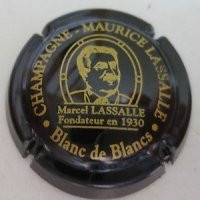 CHAMPAGNE - MAURICE LASSALLE
Marcel LASSALLE
Fondateur en 1930
• Blanc de Blancs •